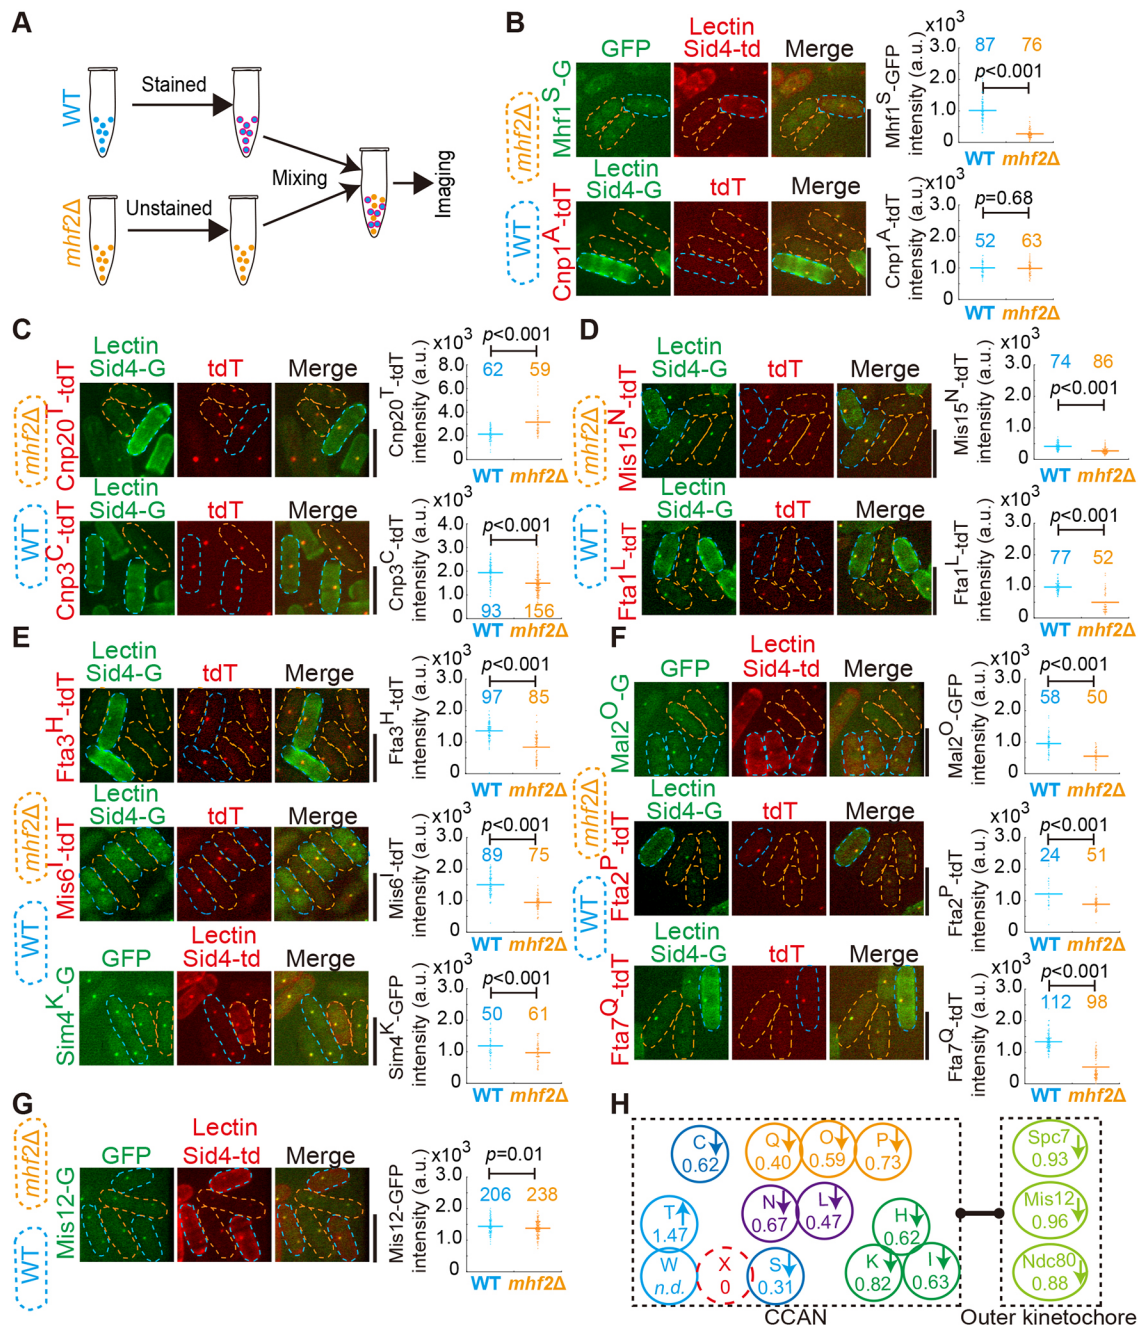 A
WT
Stained
Mixing
Imaging
mhf2Δ
Unstained
B
mhf2Δ
WT
GFP
Lectin
Sid4-td
Merge
Mhf1S-G
x10³
Mhf1S-GFP
intensity (a.u.)
3.0
2.0
1.0
0
87 76
p<0.001
WT mhf2Δ
Lectin
Sid4-G
tdT
Merge
Cnp1A-tdT
x10³
Cnp1A-tdT
intensity (a.u.)
3.0
2.0
1.0
0
p=0.68
52 63
WT mhf2Δ
C
mhf2Δ
WT
Lectin
Sid4-G
tdT
Merge
Cnp20T-tdT
x10³
Cnp20T-tdT
intensity (a.u.)
8.0
6.0
4.0
2.0
0
p<0.001
62 59
WT mhf2Δ
Lectin
Sid4-G
tdT
Merge
Cnp3C-tdT
x10³
Cnp3C-tdT
intensity (a.u.)
4.0
3.0
2.0
1.0
0
p<0.001
93 156
WT mhf2Δ
D
mhf2Δ
WT
Lectin
Sid4-G
tdT
Merge
Mis15N-tdT
x10³
Mis15N-tdT
intensity (a.u.)
3.0
2.0
1.0
0
74 86
p<0.001
WT mhf2Δ
Lectin
Sid4-G
tdT
Merge
Fta1L-tdT
x10³
Fta1L-tdT
intensity (a.u.)
3.0
2.0
1.0
0
p<0.001
77 52
WT mhf2Δ
E
mhf2Δ
WT
Lectin
Sid4-G
tdT
Merge
Fta3H-tdT
x10³
Fta3H-tdT
intensity (a.u.)
3.0
2.0
1.0
0
p<0.001
97 85
Lectin
Sid4-G
tdT
Merge
Mis6I-tdT
x10³
Mis6I-tdT
intensity (a.u.)
3.0
2.0
1.0
0
p<0.001
89 75
GFP
Lectin
Sid4-td
Merge
Sim4K-G
x10³
Sim4K-GFP
intensity (a.u.)
3.0
2.0
1.0
0
p<0.001
50 61
WT mhf2Δ
F
mhf2Δ
WT
GFP
Lectin
Sid4-td
Merge
Mal2O-G
x10³
Mal2O-GFP
intensity (a.u.)
3.0
2.0
1.0
0
p<0.001
58 50
Lectin
Sid4-G
tdT
Merge
Fta2P-tdT
x10³
Fta2P-tdT
intensity (a.u.)
3.0
2.0
1.0
0
p<0.001
24 51
Lectin
Sid4-G
tdT
Merge
Fta7Q-tdT
x10³
Fta7Q-tdT
intensity (a.u.)
3.0
2.0
1.0
0
p<0.001
112 98
WT mhf2Δ
G
mhf2Δ
WT
GFP
Lectin
Sid4-td
Merge
Mis12-G
x10³
Mis12-GFP
intensity (a.u.)
3.0
2.0
1.0
0
p=0.01
206 238
WT mhf2Δ
H
C↓
0.62
Q↓
0.40
O↓
0.59
P↓
0.73
T↑
1.47
N↓
0.67
L↓
0.47
H↓
0.62
W
n.d.
X
0
S↓
0.31
K↓
0.82
I↓
0.63
CCAN
Spc7↓
0.93
Mis12↓
0.96
Ndc80↓
0.88
Outer kinetochore